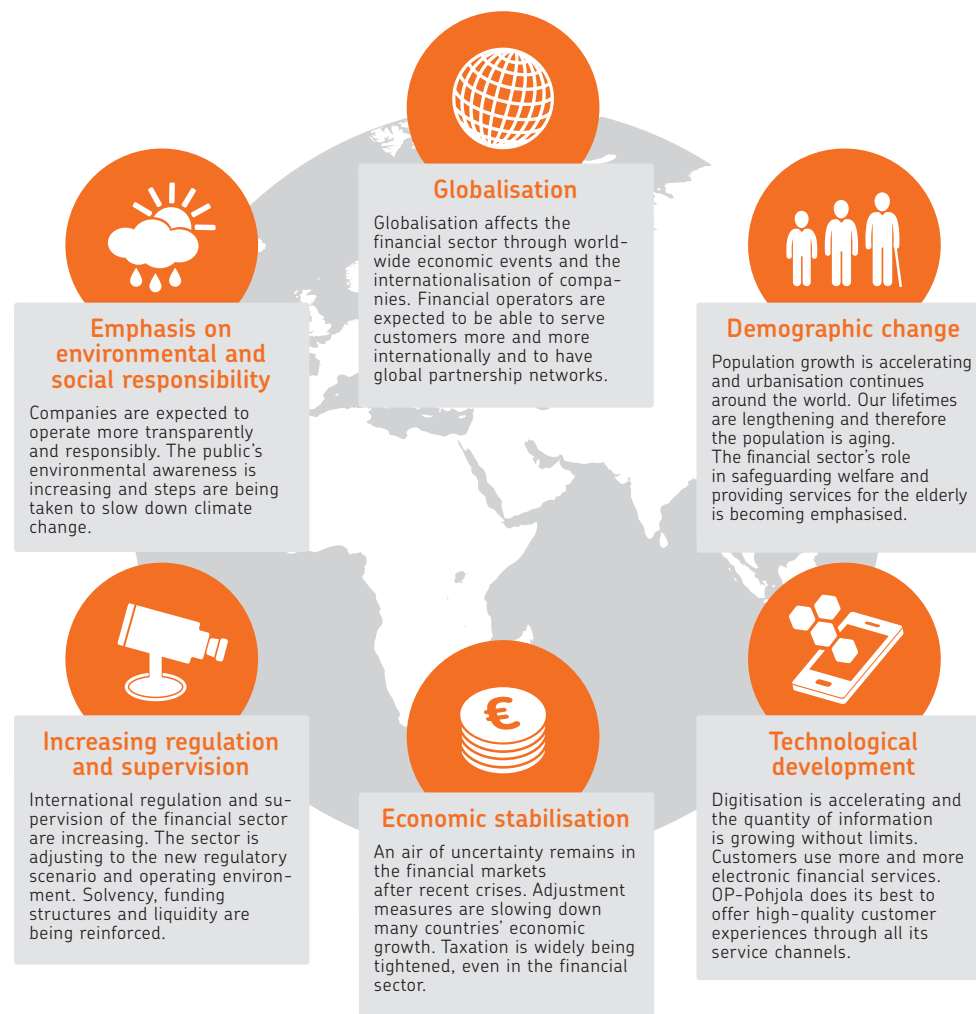 Globalisation
Globalisation affects the
financial sector through world-
wide economic events and the
internationalisation of compa-
nies. Financial operators are
expected to be able to serve
customers more and more
internationally and to have
global partnership networks.
Emphasis on
environmental and
social responsibility
Companies are expected to
operate more transparently
and responsibly. The public's
environmental awareness is
increasing and steps are being
taken to slow down climate
change.
Demographic change
Population growth is accelerating
and urbanisation continues
around the world. Our lifetimes
are lengthening and therefore
the population is aging.
The financial sector's role
in safeguarding welfare and
providing services for the elderly
is becoming emphasised.
Increasing regulation
and supervision
International regulation and su-
pervision of the financial sector
are increasing. The sector is
adjusting to the new regulatory
scenario and operating environ-
ment. Solvency, funding
structures and liquidity are
being reinforced.
€
Economic stabilisation
An air of uncertainty remains in
the financial markets
after recent crises. Adjustment
measures are slowing down
many countries' economic
growth. Taxation is widely being
tightened, even in the financial
sector.
Technological
development
Digitisation is accelerating and
the quantity of information
is growing without limits.
Customers use more and more
electronic financial services.
OP-Pohjola does its best to
offer high-quality customer
experiences through all its
service channels.